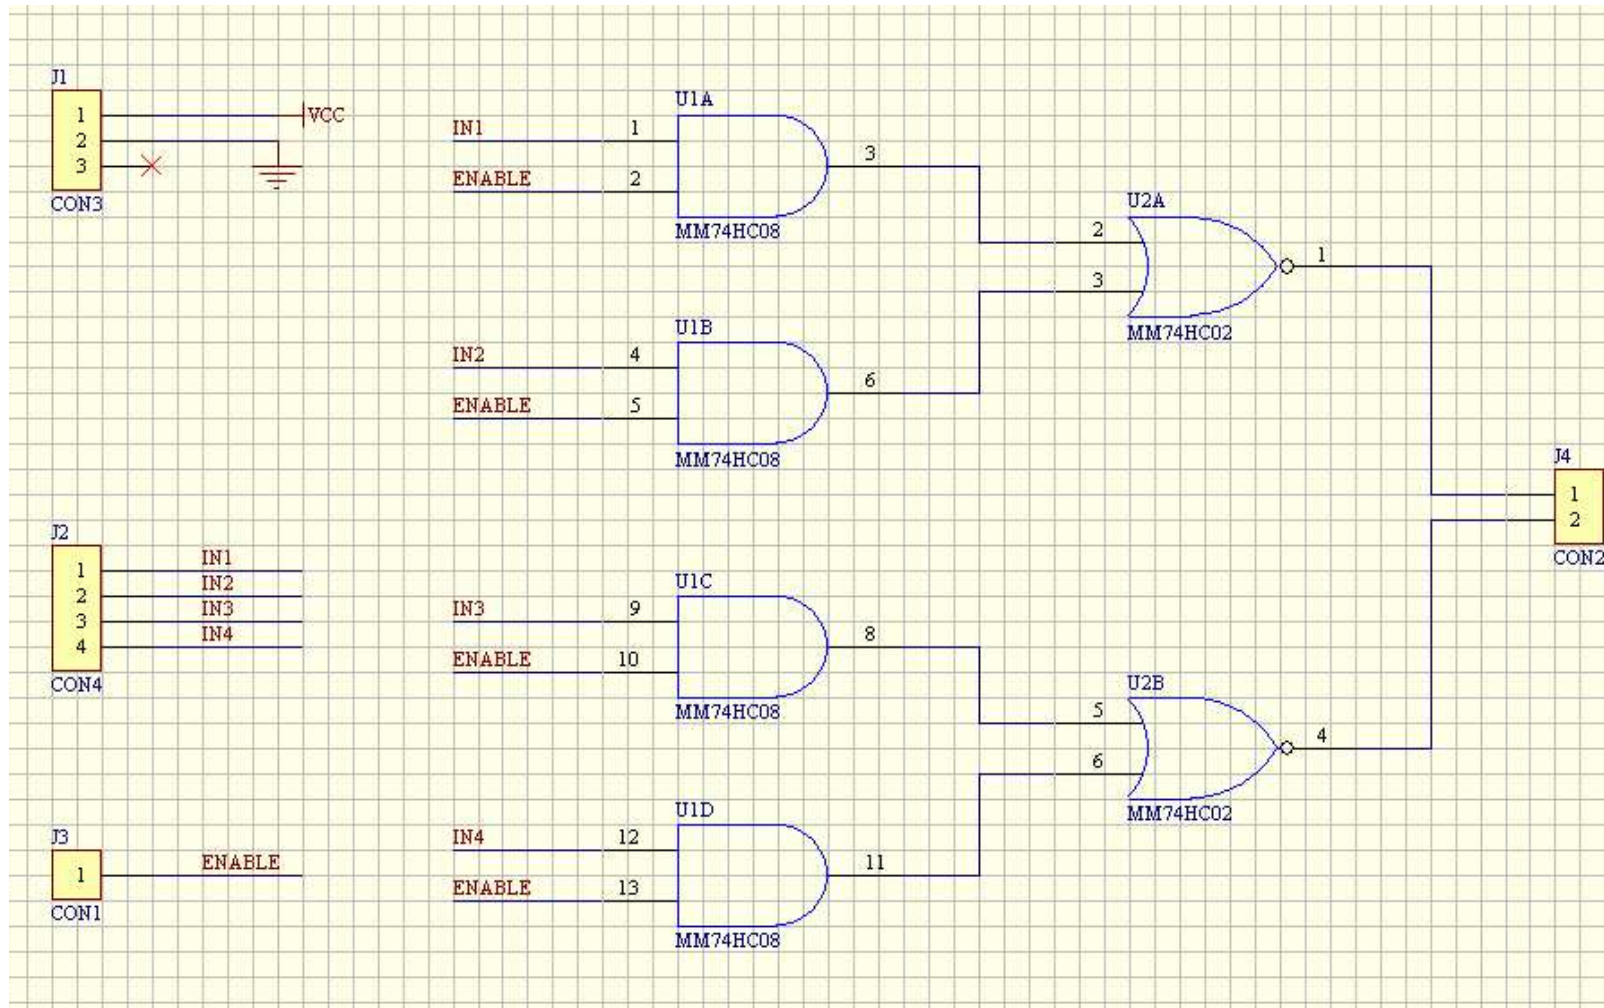 J1
1
2
3
CON3
VCC
J2
1
2
3
4
CON4
IN1
IN2
IN3
IN4
J3
1
CON1
ENABLE
U1A
IN1
1
ENABLE
2
3
MM74HC08
U1B
IN2
4
ENABLE
5
6
MM74HC08
U1C
IN3
9
ENABLE
10
8
MM74HC08
U1D
IN4
12
ENABLE
13
11
MM74HC08
U2A
2
3
1
MM74HC02
U2B
5
6
4
MM74HC02
J4
1
2
CON2